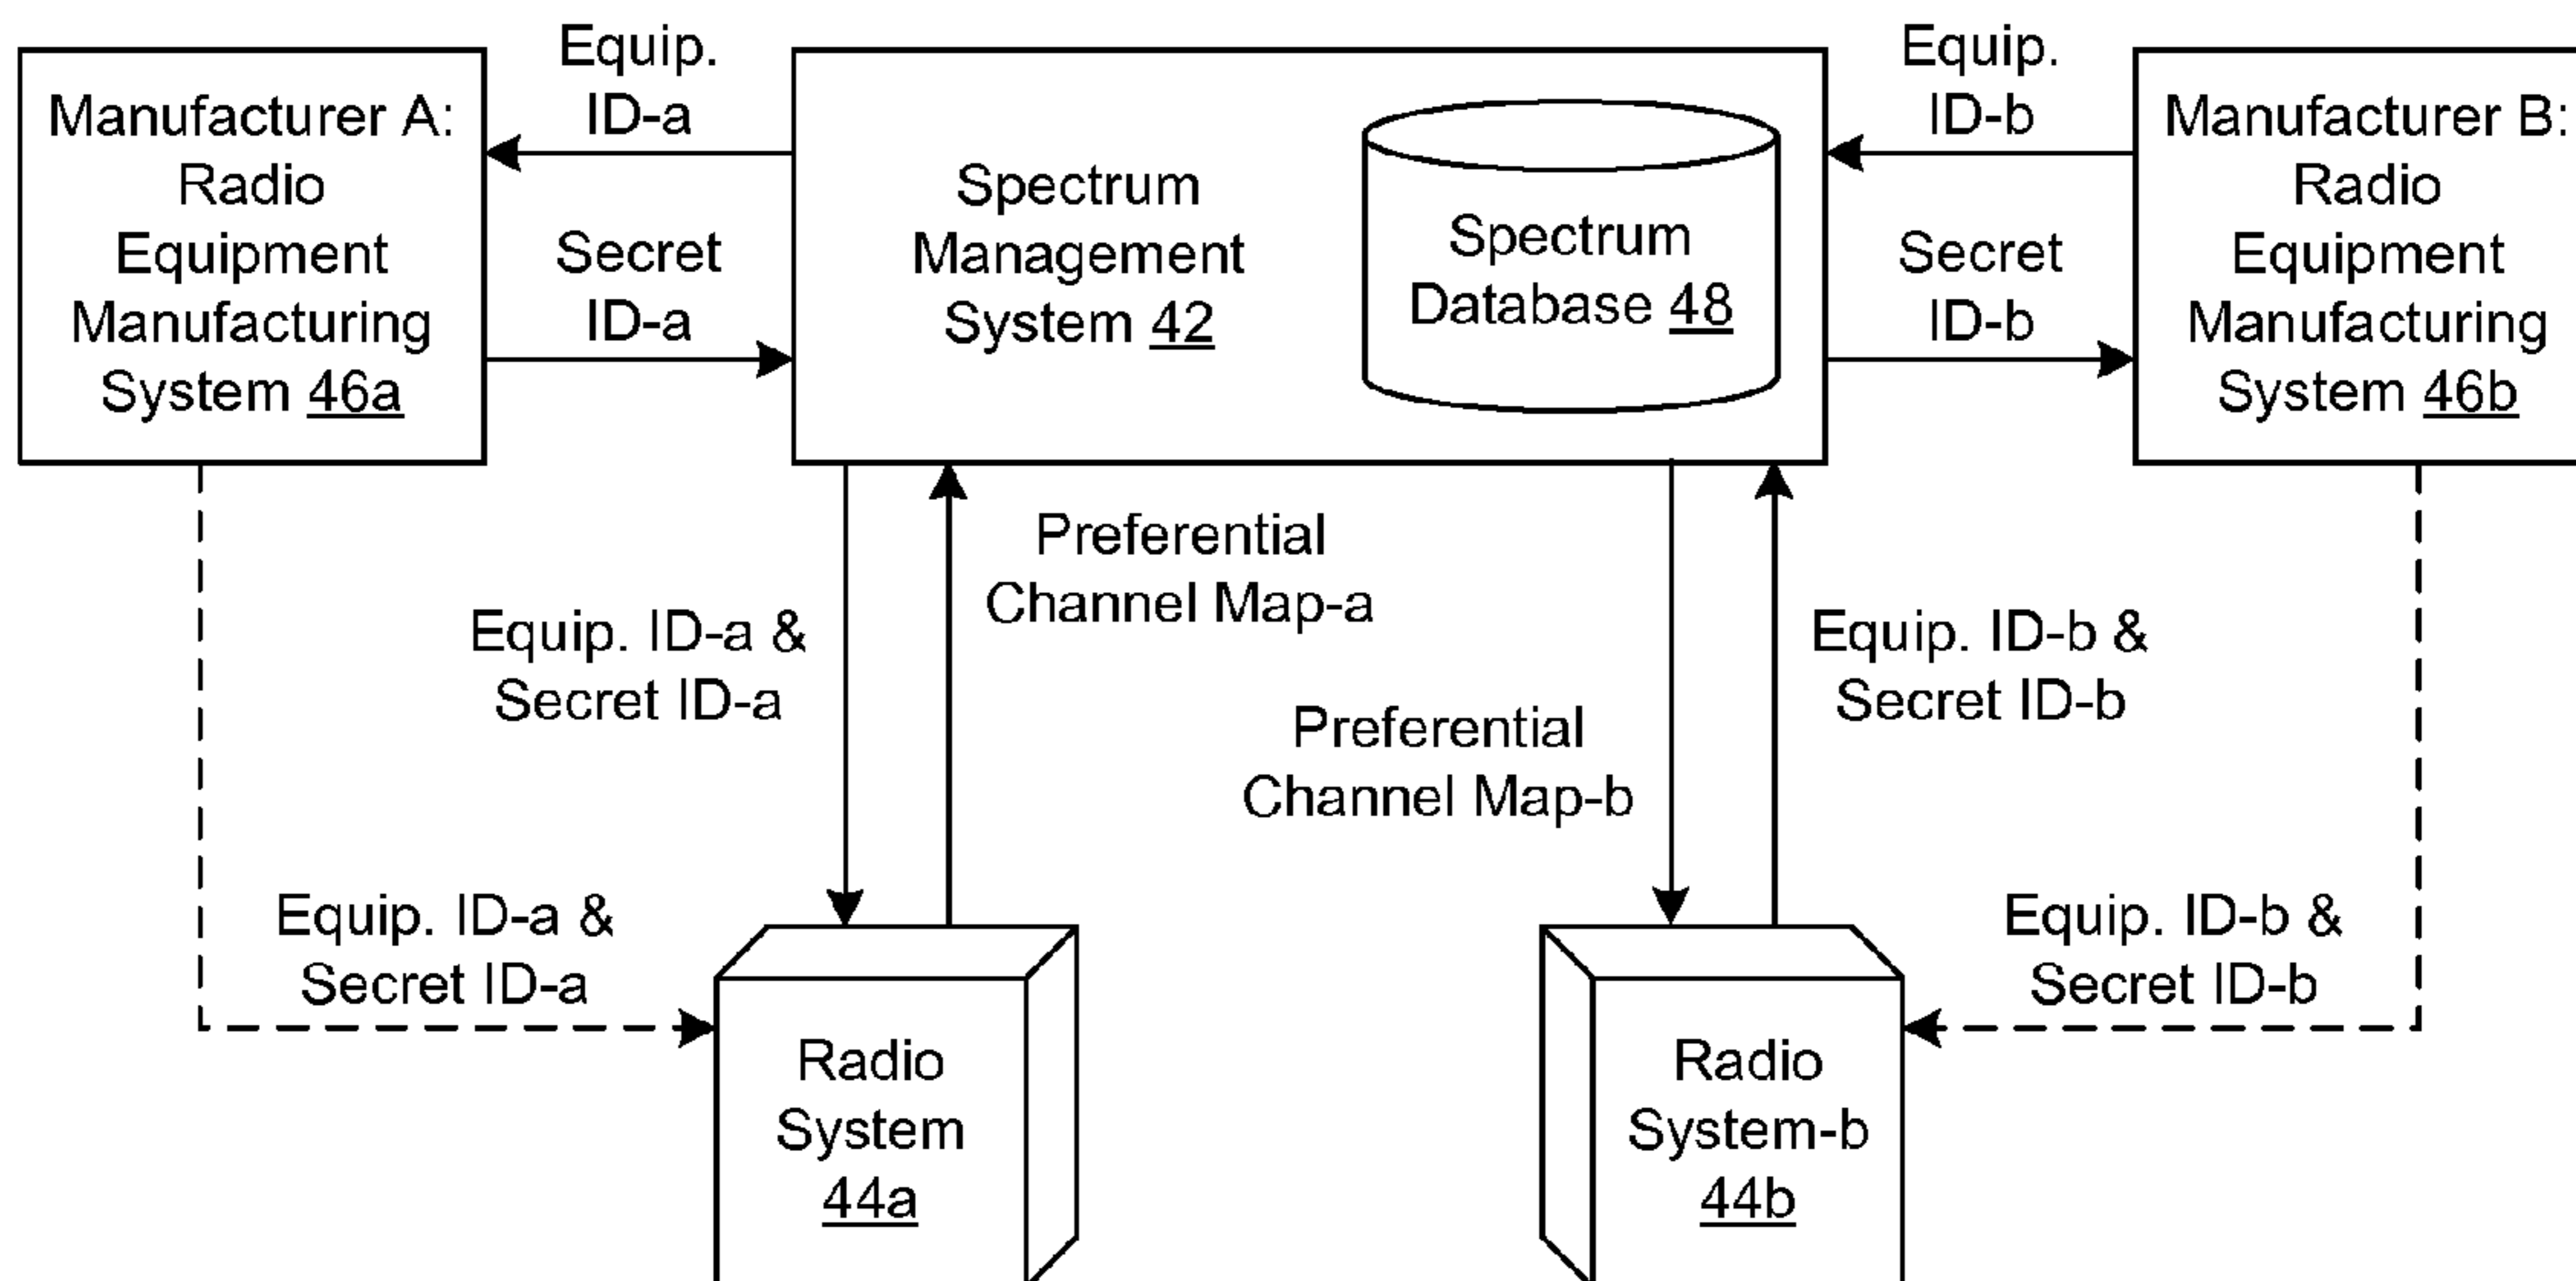 Manufacturer A:
Radio
Equipment
Manufacturing
System 46a
Equip.
ID-a
Secret
ID-a
Spectrum
Management
System 42
Spectrum
Database 48
Equip.
ID-b
Secret
ID-b
Manufacturer B:
Radio
Equipment
Manufacturing
System 46b
Equip. ID-a &
Secret ID-a
Preferential
Channel Map-a
Preferential
Channel Map-b
Equip. ID-b &
Secret ID-b
Equip. ID-a &
Secret ID-a
Radio
System
44a
Radio
System-b
44b
Equip. ID-b &
Secret ID-b